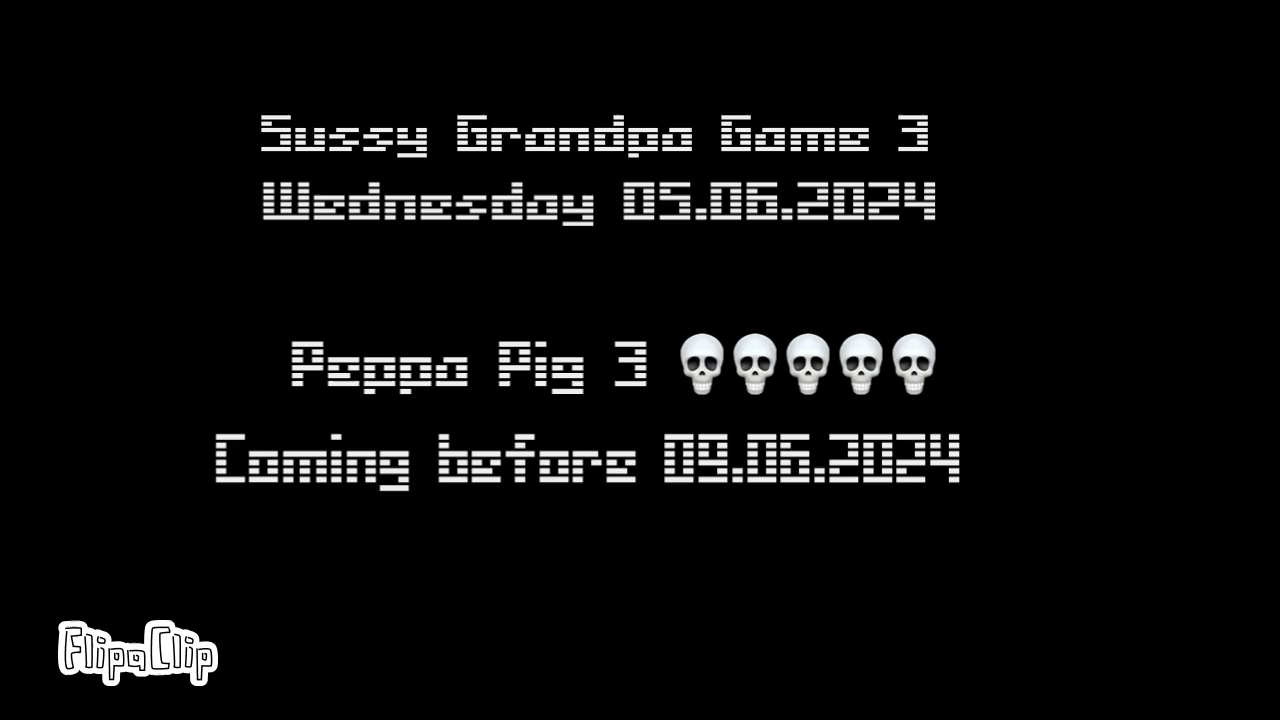 Sussy Grandpa Game 3
Wednesday 05.06.2024
Peppa Pig 3 💀💀💀💀💀
Coming before 09.06.2024
FlipaClip